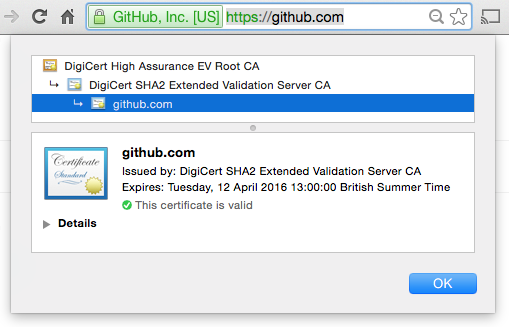 GitHub, Inc. [US] https://github.com
DigiCert High Assurance EV Root CA
DigiCert SHA2 Extended Validation Server CA
github.com
Certificate
Standard
github.com
Issued by: DigiCert SHA2 Extended Validation Server CA
Expires: Tuesday, 12 April 2016 13:00:00 British Summer Time
This certificate is valid
Details
OK